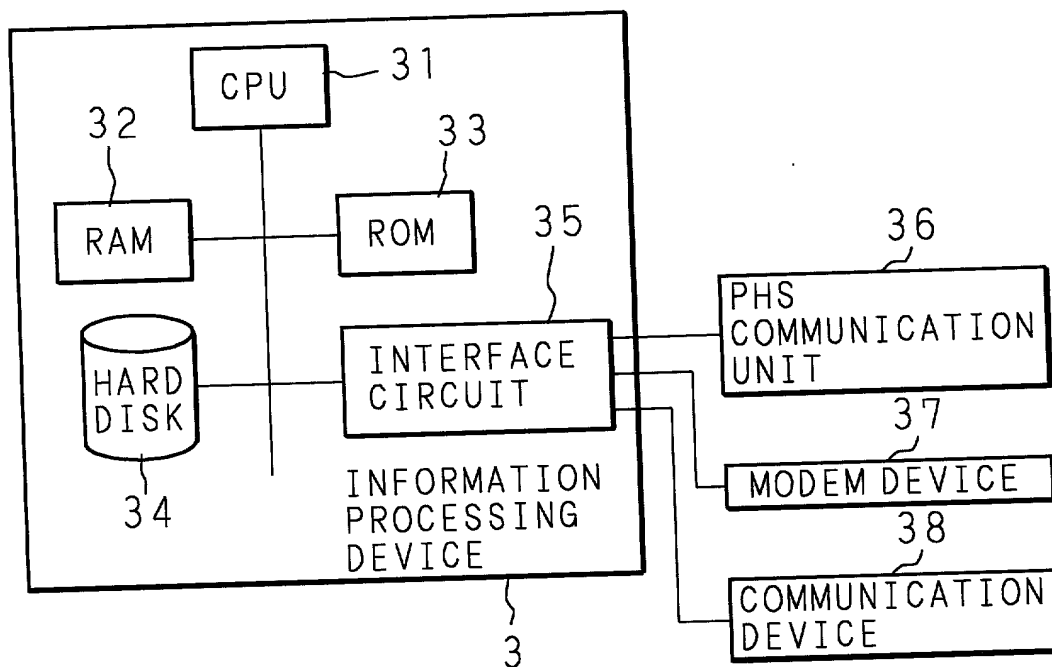 31
CPU
32
33
RAM
ROM
35
36
PHS
COMMUNICATION
UNIT
INTERFACE
CIRCUIT
HARD
DISK
37
MODEM DEVICE
34
INFORMATION
PROCESSING
DEVICE
38
COMMUNICATION
DEVICE
3